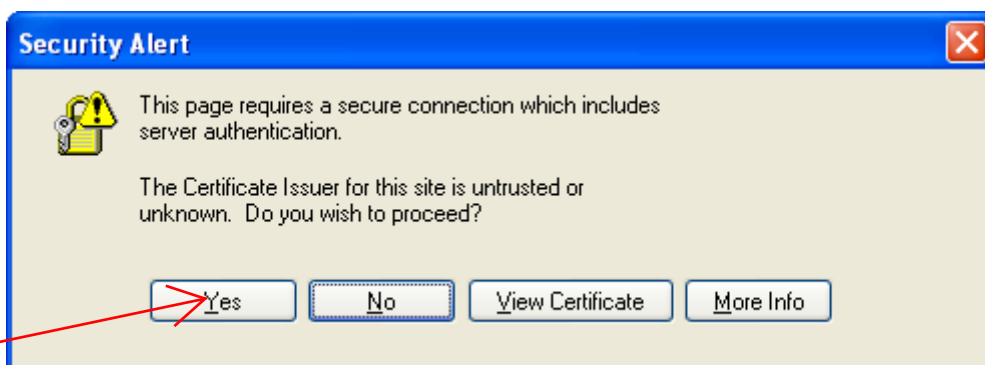 Security Alert
This page requires a secure connection which includes
server authentication.
The Certificate Issuer for this site is untrusted or
unknown. Do you wish to proceed?
Yes No View Certificate More Info